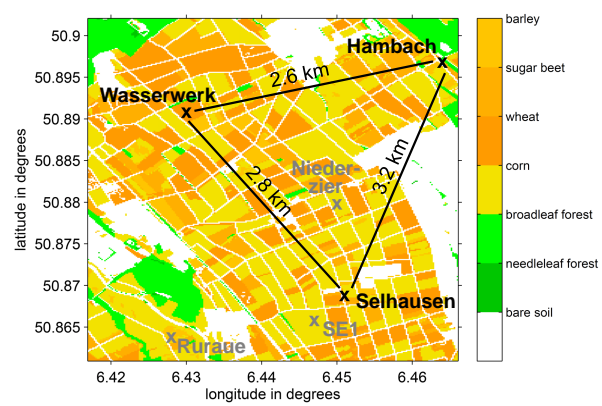 50.9
50.895
50.89
50.885
50.88
50.875
50.87
50.865
latitude in degrees
Hambach
x
2.6 km
Wasserwerk
x
2.8 km
3.2 km
Nieder-
zier
x
x
Selhausen
x
SE1
x
Ruraue
6.42 6.43 6.44 6.45 6.46
longitude in degrees
barley
sugar beet
wheat
corn
broadleaf forest
needleleaf forest
bare soil